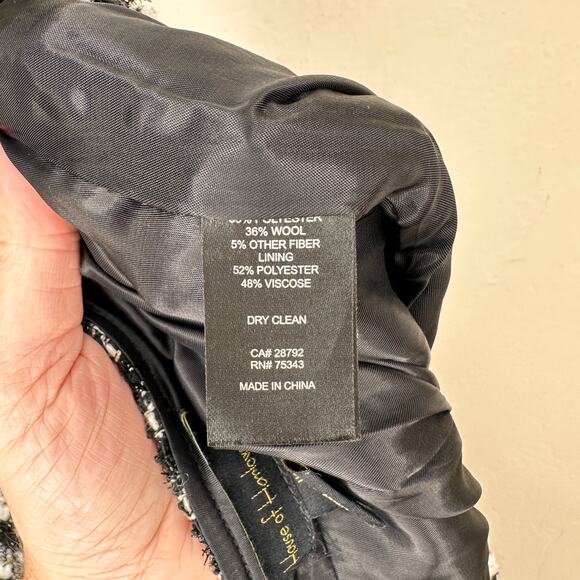 POLYESTER
36% WOOL
5% OTHER FIBER
LINING
52% POLYESTER
48% VISCOSE
DRY CLEAN
CA# 28792
RN# 75343
MADE IN CHINA
House of Harlow